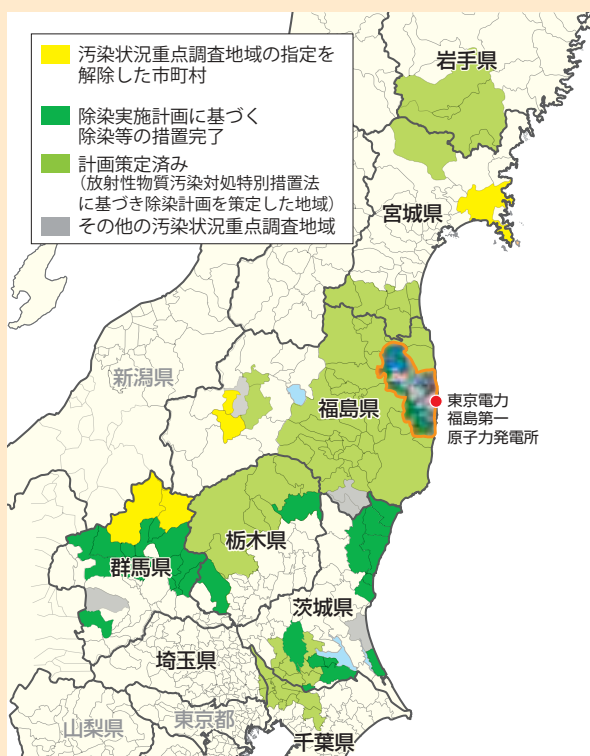 汚染状況重点調査地域の指定を
解除した市町村
除染実施計画に基づく
除染等の措置完了
計画策定済み
(放射性物質汚染対処特別措置法
に基づき除染計画を策定した地域)
その他の汚染状況重点調査地域
岩手県
宮城県
新潟県
福島県
東京電力
福島第一
原子力発電所
栃木県
群馬県
茨城県
埼玉県
山梨県
東京都
千葉県